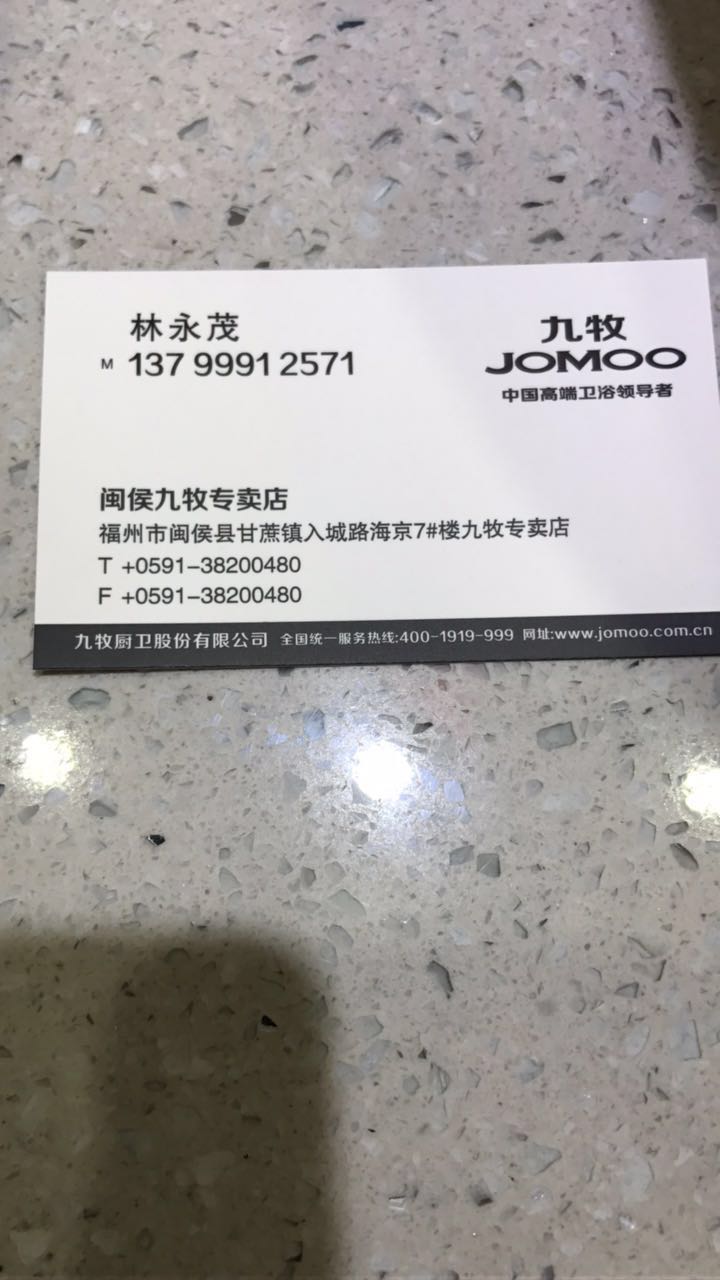 林永茂
M 137 9991 2571
九牧
JOMOO
中国高端卫浴领导者
闽侯九牧专卖店
福州市闽侯县甘蔗镇入城路海京7#楼九牧专卖店
T +0591-38200480
F +0591-38200480
九牧厨卫股份有限公司 全国统一服务热线:400-1919-999 网址:www.jomoo.com.cn